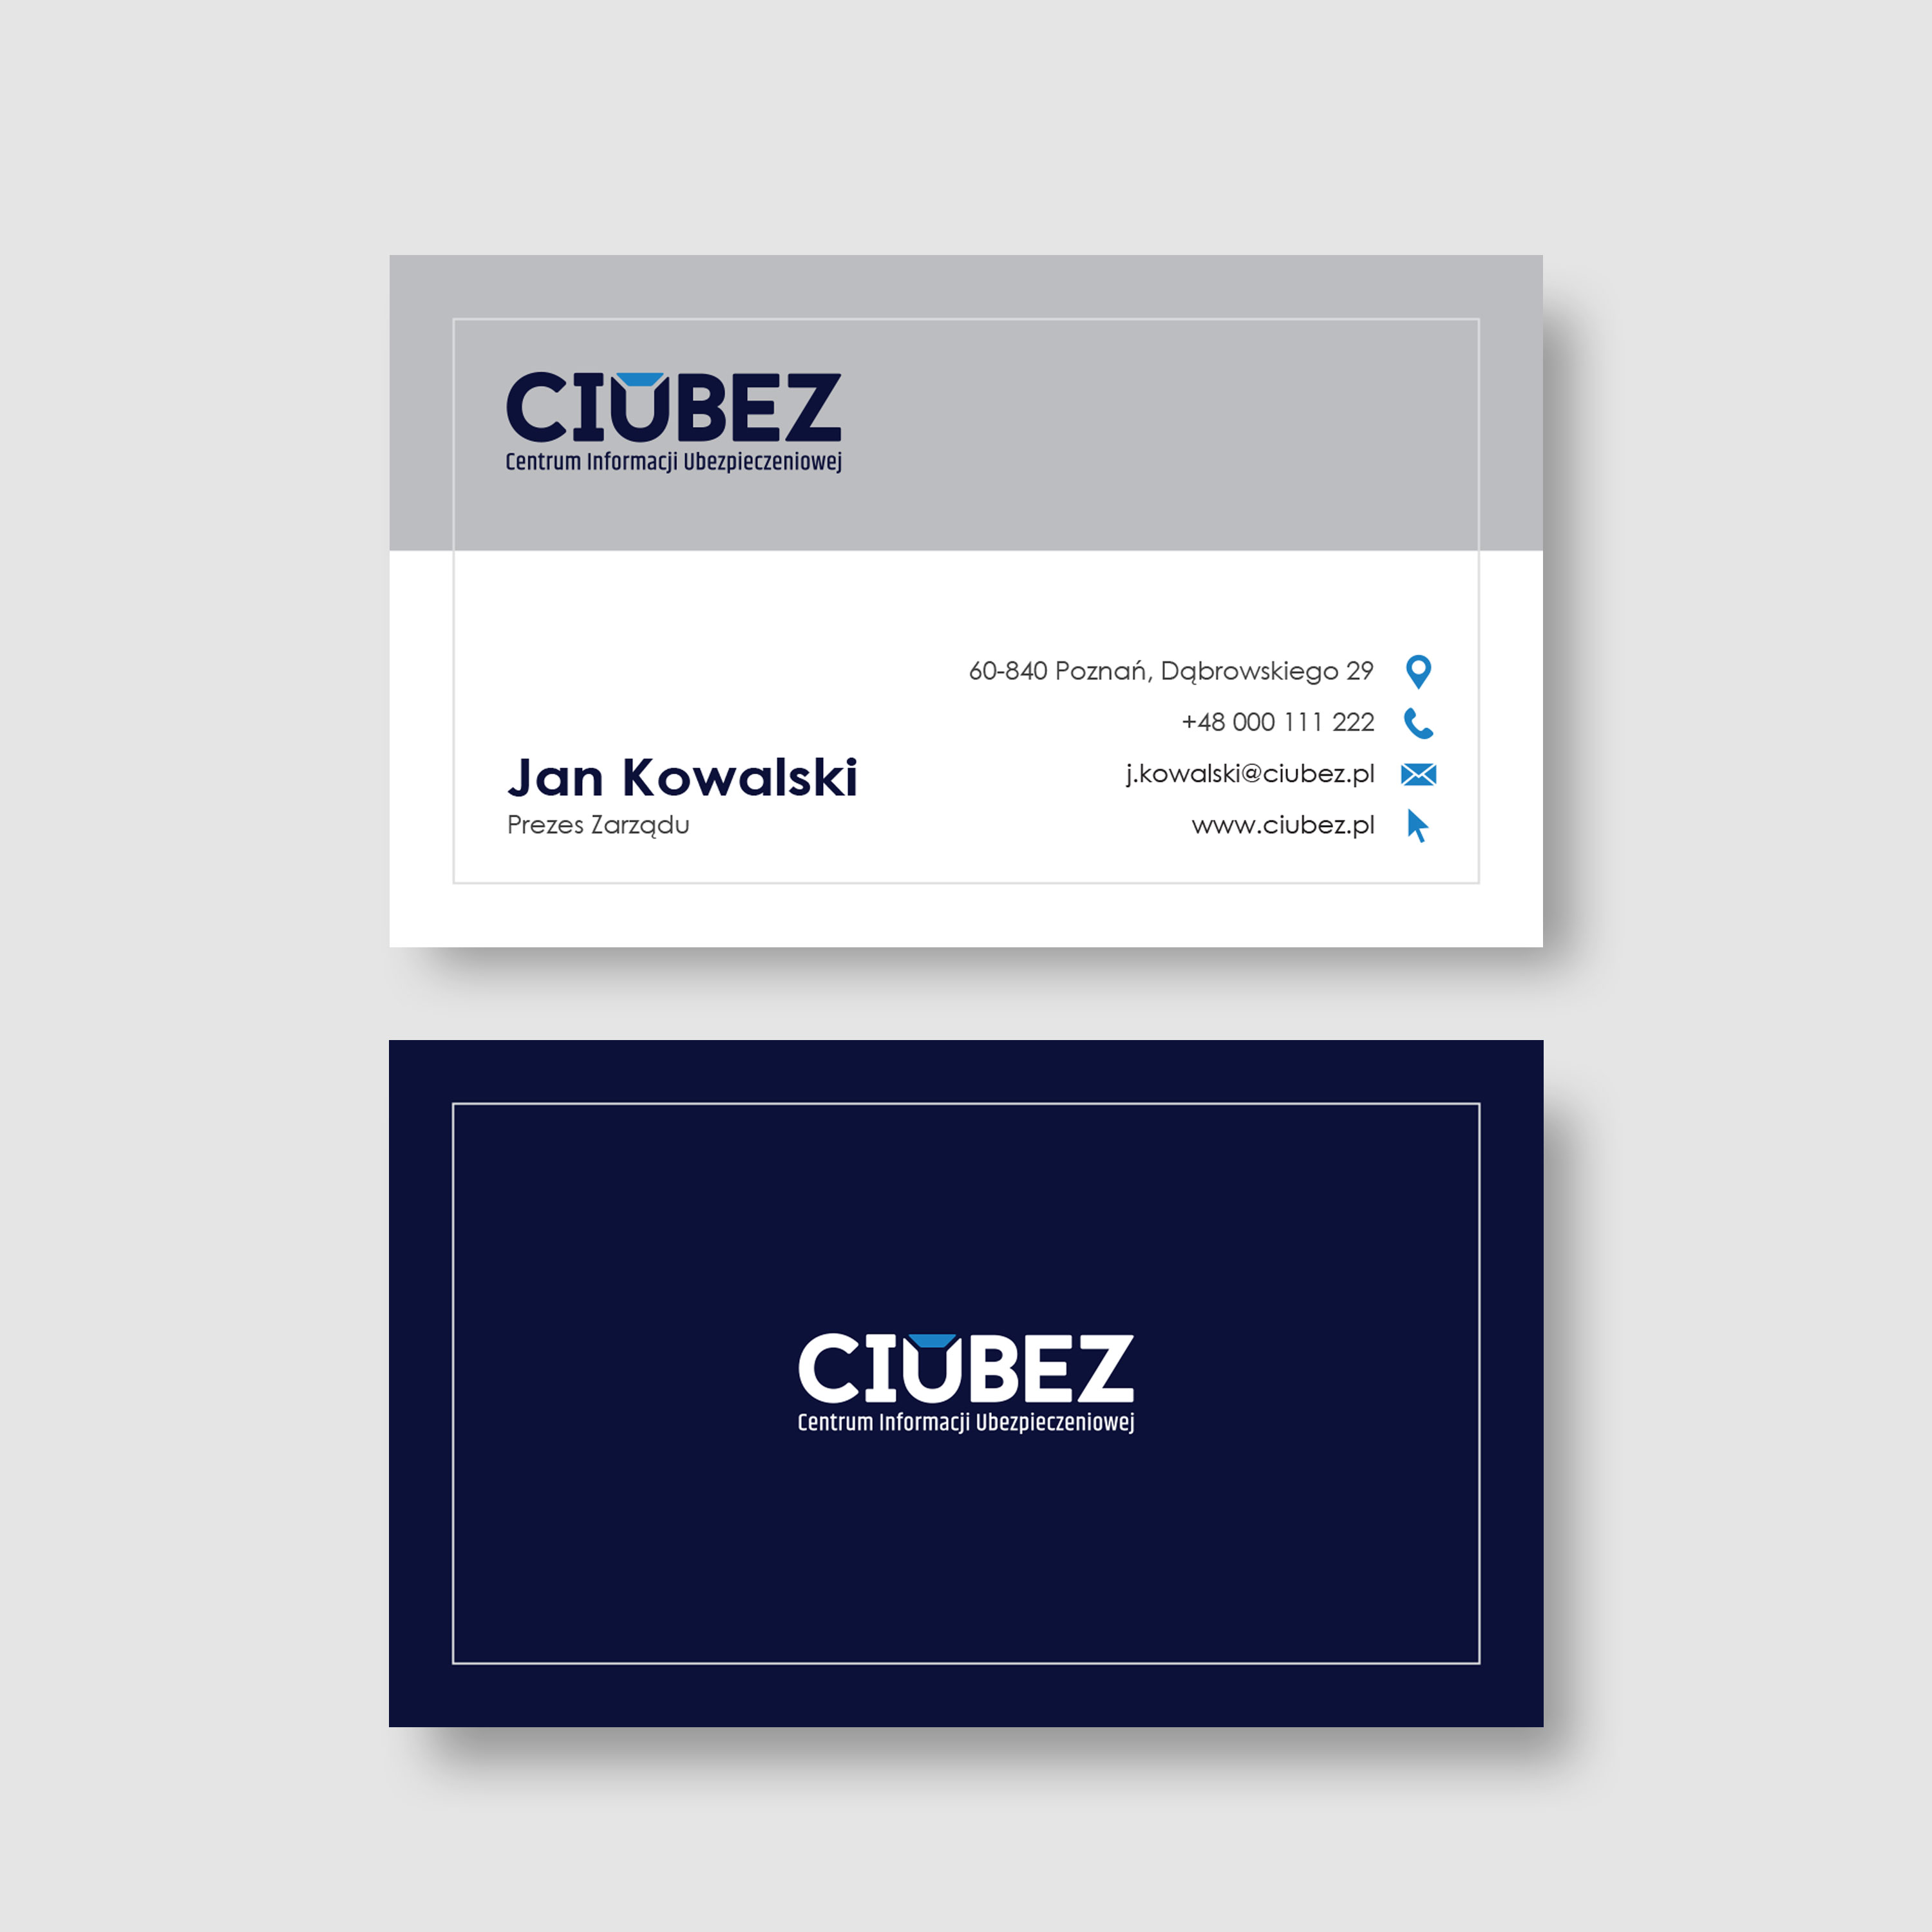 CIUBEZ
Centrum Informacji Ubezpieczeniowej
60-840 Poznań, Dąbrowskiego 29
+48 000 111 222
j.kowalski@ciubez.pl
www.ciubez.pl
Jan Kowalski
Prezes Zarządu
CIUBEZ
Centrum Informacji Ubezpieczeniowej